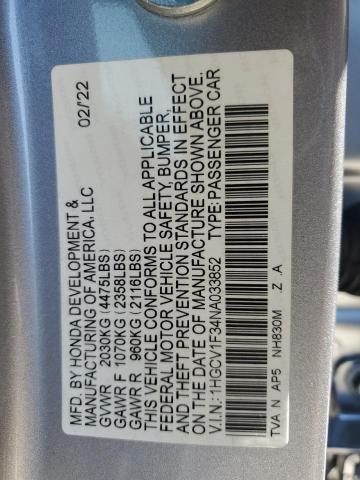 MFD. BY HONDA DEVELOPMENT & 02/22
MANUFACTURING OF AMERICA, LLC
GVWR 2030KG (4475LBS)
GAWR F 1070KG (2358LBS)
GAWR R 960KG (2116LBS)
THIS VEHICLE CONFORMS TO ALL APPLICABLE
FEDERAL MOTOR VEHICLE SAFETY, BUMPER,
AND THEFT PREVENTION STANDARDS IN EFFECT
ON THE DATE OF MANUFACTURE SHOWN ABOVE.
V.I.N.: 1HGCV1F34NA033852 TYPE: PASSENGER CAR
TVA N AP5 NH830M Z .A